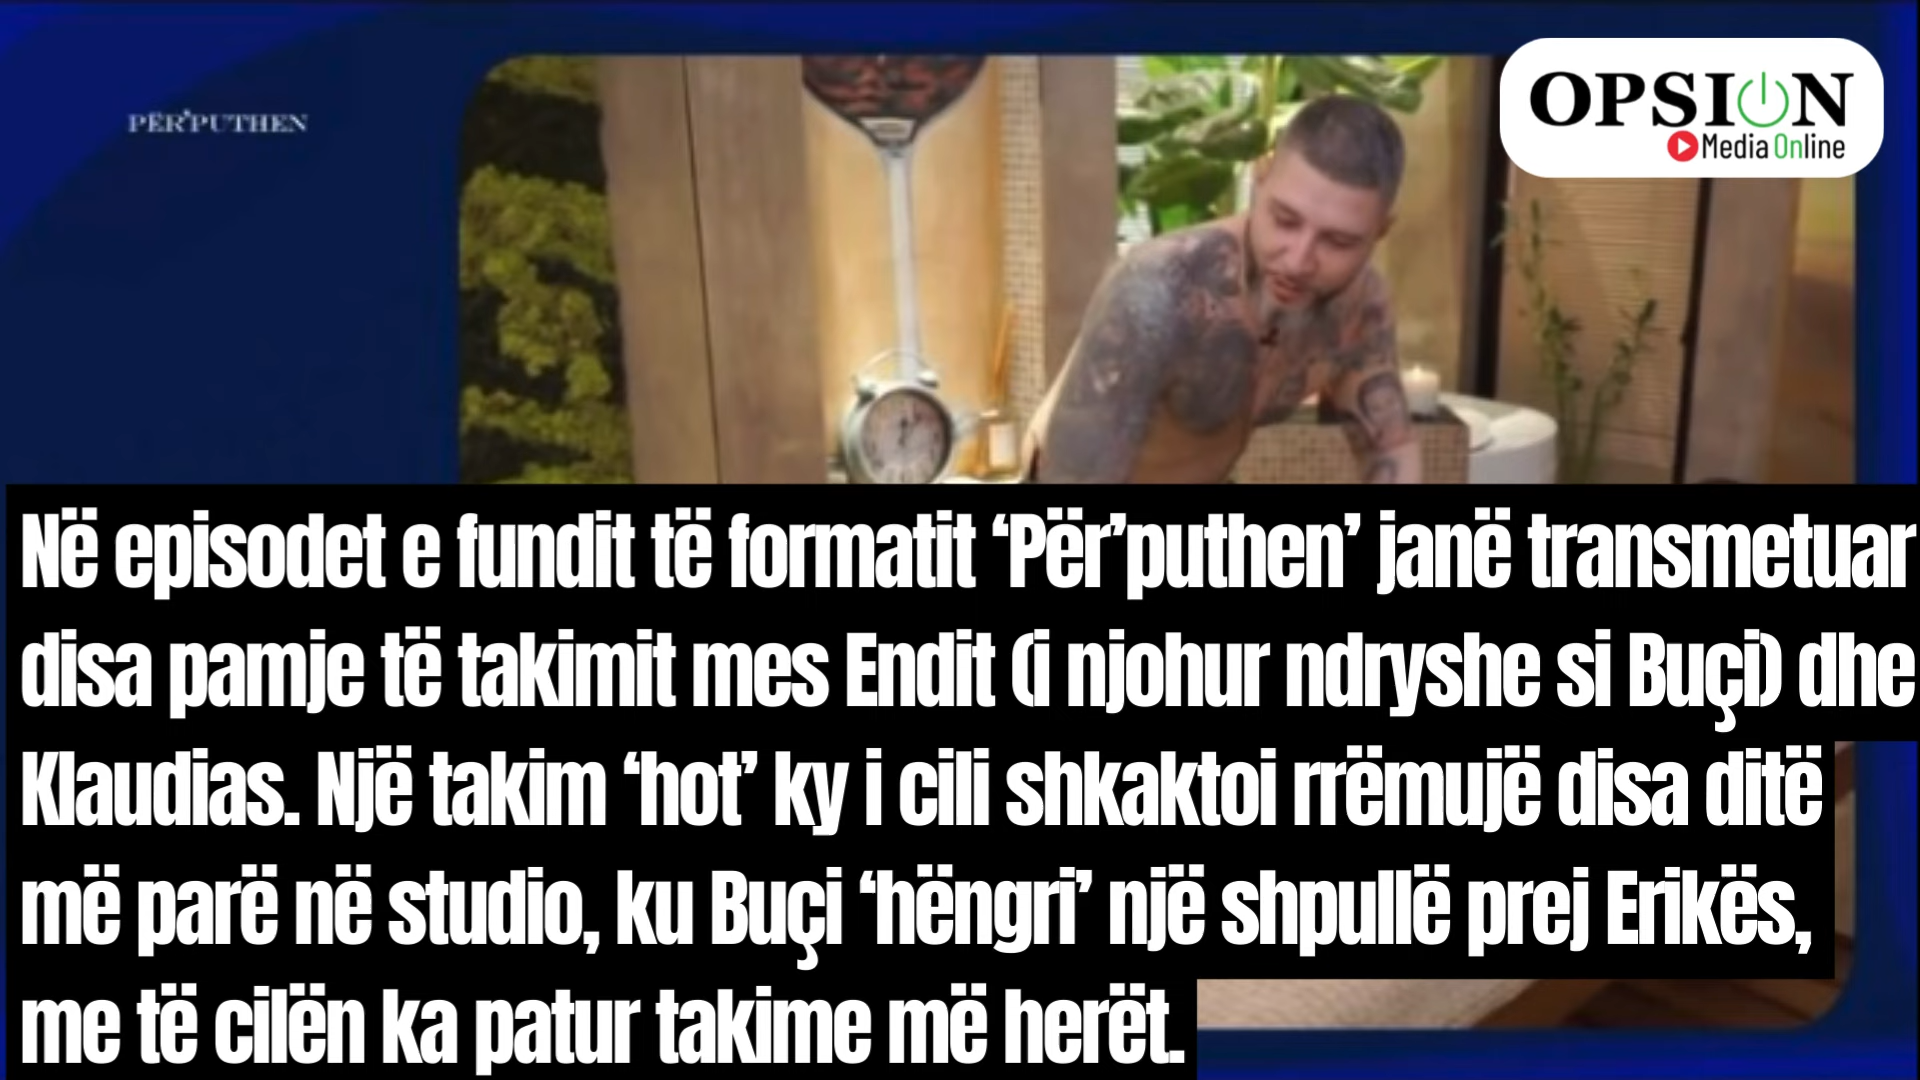 PËR'PUTHEN
OPSION
Media Online
Në episodet e fundit të formatit ‘Për’puthen’ janë transmetuar
disa pamje të takimit mes Endit (i njohur ndryshe si Buçi) dhe
Klaudias. Një takim ‘hot’ ky i cili shkaktoi rrëmujë disa ditë
më parë në studio, ku Buçi ‘hëngri’ një shpullë prej Erikës,
me të cilën ka patur takime më herët.